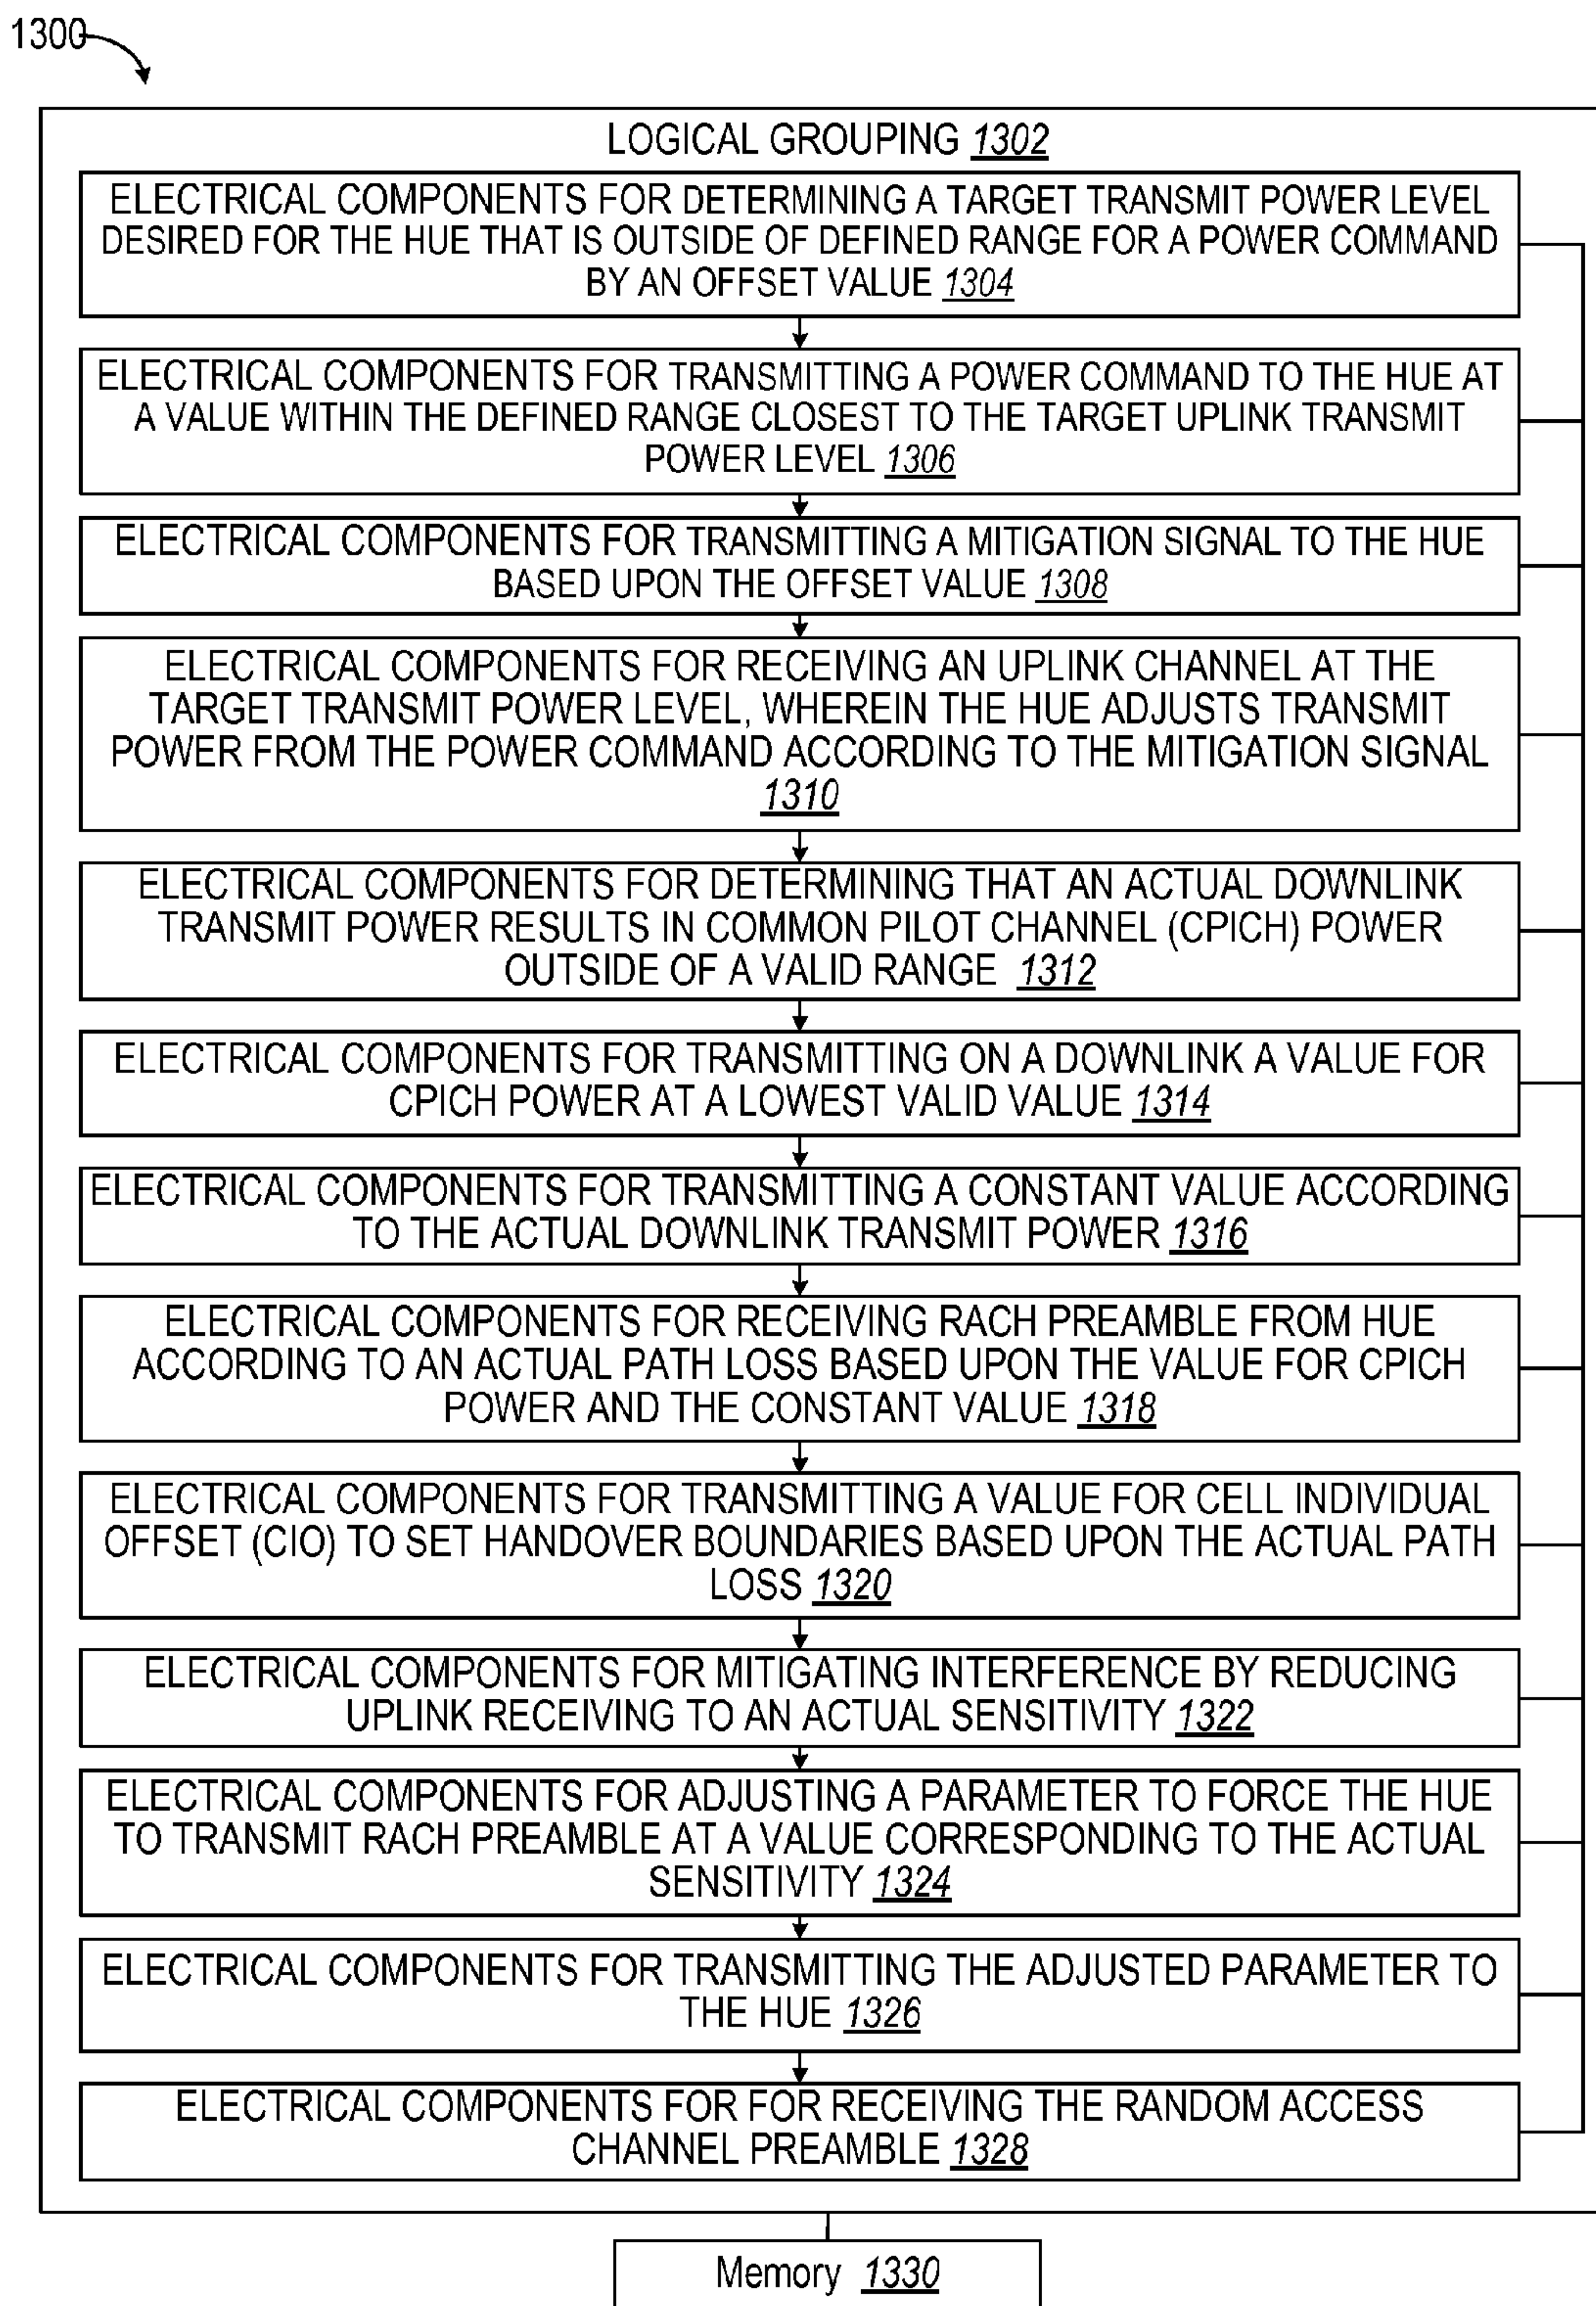 1300
LOGICAL GROUPING 1302
ELECTRICAL COMPONENTS FOR DETERMINING A TARGET TRANSMIT POWER LEVEL
DESIRED FOR THE HUE THAT IS OUTSIDE OF DEFINED RANGE FOR A POWER COMMAND
BY AN OFFSET VALUE 1304
ELECTRICAL COMPONENTS FOR TRANSMITTING A POWER COMMAND TO THE HUE AT
A VALUE WITHIN THE DEFINED RANGE CLOSEST TO THE TARGET UPLINK TRANSMIT
POWER LEVEL 1306
ELECTRICAL COMPONENTS FOR TRANSMITTING A MITIGATION SIGNAL TO THE HUE
BASED UPON THE OFFSET VALUE 1308
ELECTRICAL COMPONENTS FOR RECEIVING AN UPLINK CHANNEL AT THE
TARGET TRANSMIT POWER LEVEL, WHEREIN THE HUE ADJUSTS TRANSMIT
POWER FROM THE POWER COMMAND ACCORDING TO THE MITIGATION SIGNAL
1310
ELECTRICAL COMPONENTS FOR DETERMINING THAT AN ACTUAL DOWNLINK
TRANSMIT POWER RESULTS IN COMMON PILOT CHANNEL (CPICH) POWER
OUTSIDE OF A VALID RANGE 1312
ELECTRICAL COMPONENTS FOR TRANSMITTING ON A DOWNLINK A VALUE FOR
CPICH POWER AT A LOWEST VALID VALUE 1314
ELECTRICAL COMPONENTS FOR TRANSMITTING A CONSTANT VALUE ACCORDING
TO THE ACTUAL DOWNLINK TRANSMIT POWER 1316
ELECTRICAL COMPONENTS FOR RECEIVING RACH PREAMBLE FROM HUE
ACCORDING TO AN ACTUAL PATH LOSS BASED UPON THE VALUE FOR CPICH
POWER AND THE CONSTANT VALUE 1318
ELECTRICAL COMPONENTS FOR TRANSMITTING A VALUE FOR CELL INDIVIDUAL
OFFSET (CIO) TO SET HANDOVER BOUNDARIES BASED UPON THE ACTUAL PATH
LOSS 1320
ELECTRICAL COMPONENTS FOR MITIGATING INTERFERENCE BY REDUCING
UPLINK RECEIVING TO AN ACTUAL SENSITIVITY 1322
ELECTRICAL COMPONENTS FOR ADJUSTING A PARAMETER TO FORCE THE HUE
TO TRANSMIT RACH PREAMBLE AT A VALUE CORRESPONDING TO THE ACTUAL
SENSITIVITY 1324
ELECTRICAL COMPONENTS FOR TRANSMITTING THE ADJUSTED PARAMETER TO
THE HUE 1326
ELECTRICAL COMPONENTS FOR FOR RECEIVING THE RANDOM ACCESS
CHANNEL PREAMBLE 1328
Memory 1330